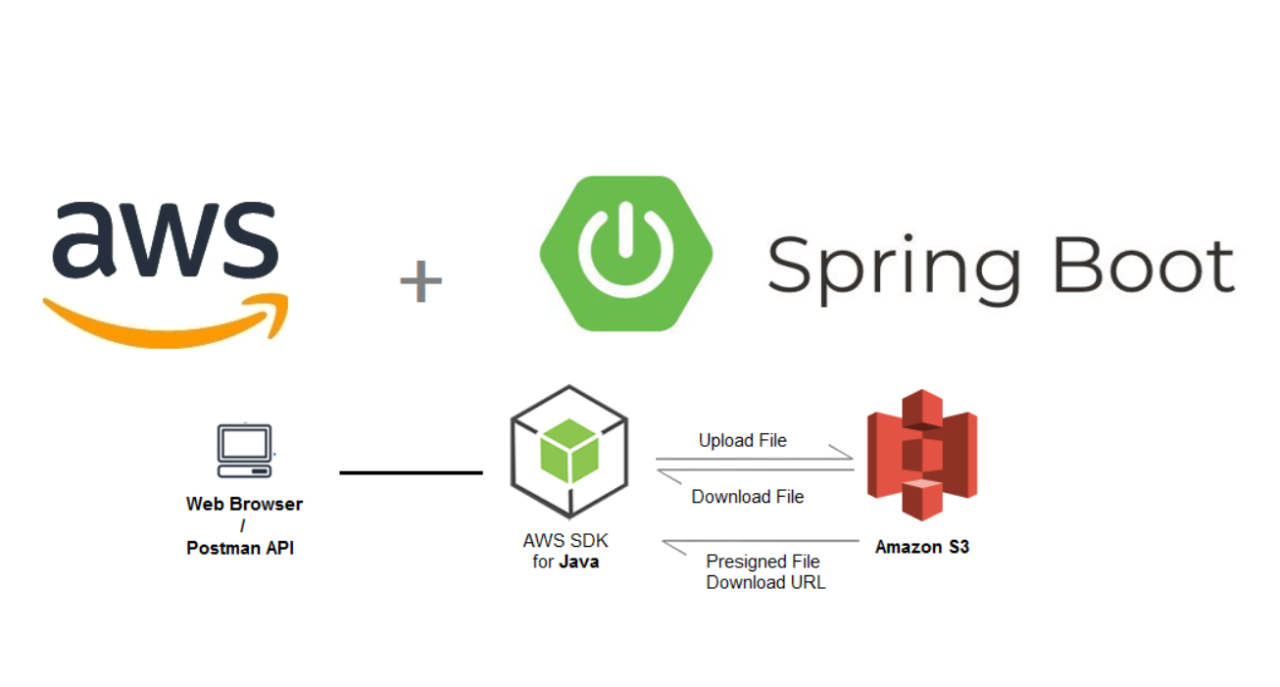 aws
+
Spring Boot
Upload File
Download File
Web Browser
/
Postman API
AWS SDK
for Java
Amazon S3
Presigned File
Download URL